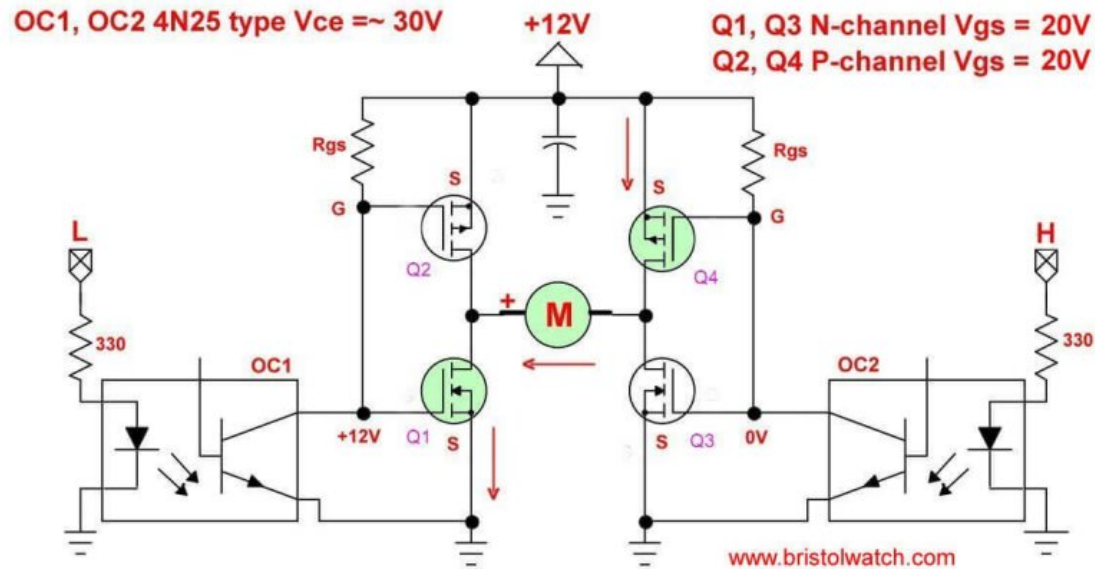 OC1, OC2 4N25 type Vce =~ 30V
+12V
Q1, Q3 N-channel Vgs = 20V
Q2, Q4 P-channel Vgs = 20V
Rgs
Rgs
S
S
G
G
L
H
Q2
Q4
+
M
330
330
OC1
OC2
+12V
Q1
S
S
Q3
0V
www.bristolwatch.com